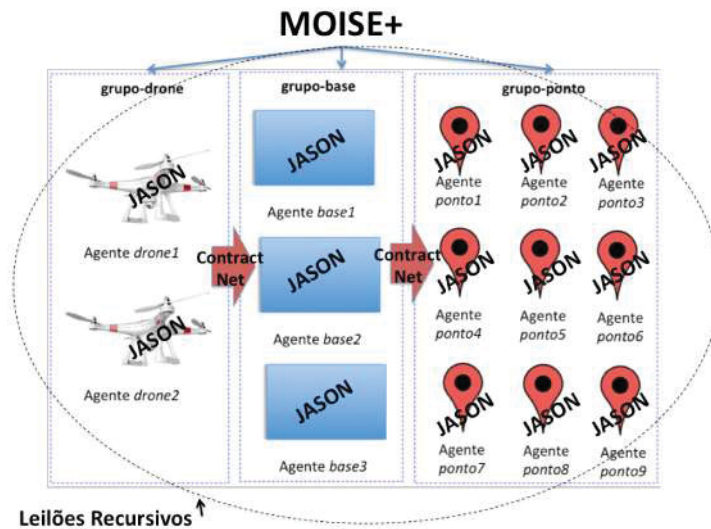 MOISE+
grupo-drone
grupo-base
grupo-ponto
JASON
Agente drone1
JASON
Agente drone2
Contract
Net
JASON
Agente base1
JASON
Agente base2
JASON
Agente base3
Contract
Net
JASON JASON JASON
Agente Agente Agente
ponto1 ponto2 ponto3
JASON JASON JASON
Agente Agente Agente
ponto4 ponto5 ponto6
JASON JASON JASON
Agente Agente Agente
ponto7 ponto8 ponto9
Leilões Recursivos